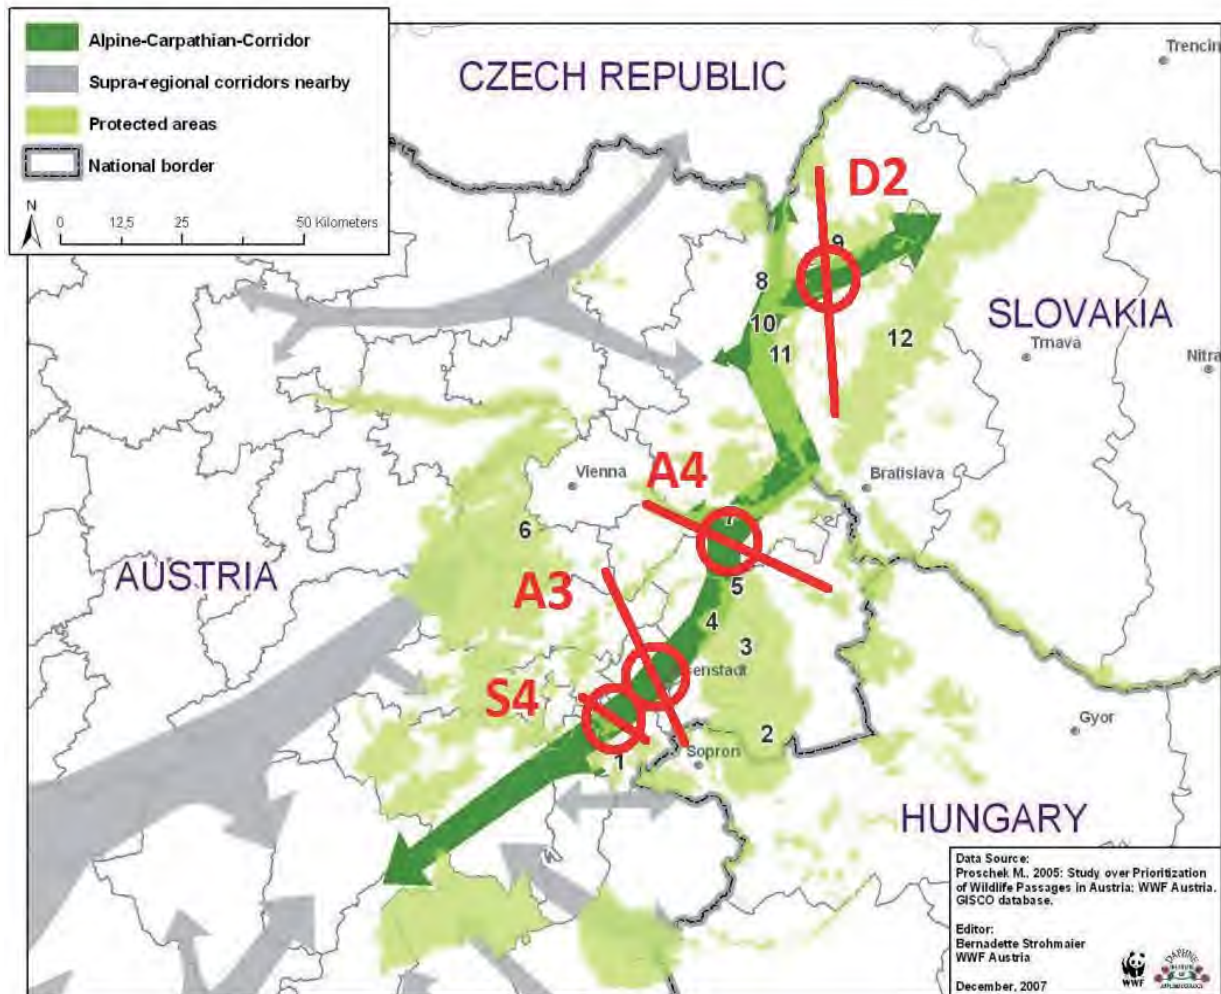 Alpine-Carpathian-Corridor
Supra-regional corridors nearby
Protected areas
National border
N
0 12,5 25 50 Kilometers
CZECH REPUBLIC
Trencin
D2
9
8
SLOVAKIA
10
12
11
Trnava
Nitra
Vienna
A4
Bratislava
7
6
AUSTRIA
A3
5
4
3
senstadt
S4
2
Gyor
1
Sopron
HUNGARY
Data Source:
Proschek M., 2005: Study over Prioritization
of Wildlife Passages in Austria; WWF Austria.
GISCO database.
Editor:
Bernadette Strohmaier
WWF Austria
December, 2007
WWF
DAPHNE